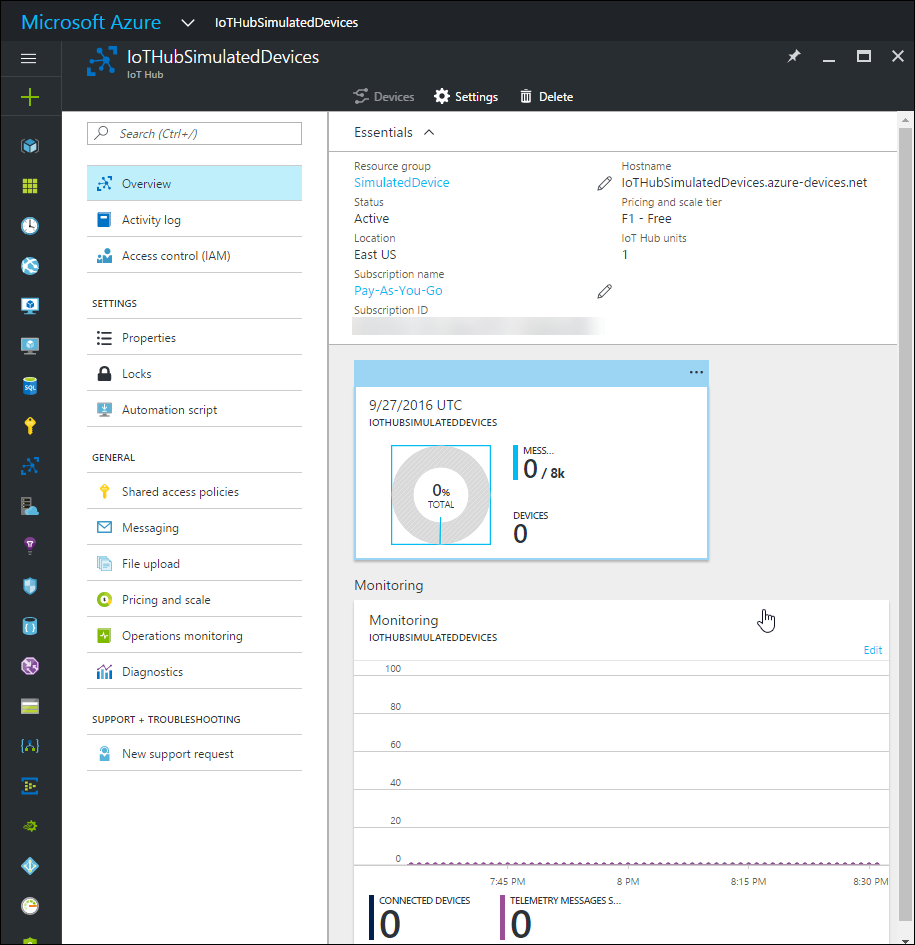 Microsoft Azure IoTHubSimulatedDevices
IoTHubSimulatedDevices
IoT Hub
Devices Settings Delete
Search (Ctrl+/)
Overview
Activity log
Access control (IAM)
SETTINGS
Properties
Locks
Automation script
GENERAL
Shared access policies
Messaging
File upload
Pricing and scale
Operations monitoring
Diagnostics
SUPPORT + TROUBLESHOOTING
New support request
Essentials
Resource group
SimulatedDevice
Status
Active
Location
East US
Subscription name
Pay-As-You-Go
Subscription ID
Hostname
IoTHubSimulatedDevices.azure-devices.net
Pricing and scale tier
F1 - Free
IoT Hub units
1
9/27/2016 UTC
IOTHUBSIMULATEDDEVICES
0%
TOTAL
MESS...
0 / 8k
DEVICES
0
Monitoring
Monitoring
IOTHUBSIMULATEDDEVICES
Edit
100
80
60
40
20
0
7:45 PM 8 PM 8:15 PM 8:30 PM
CONNECTED DEVICES
0
TELEMETRY MESSAGES S...
0
SQL